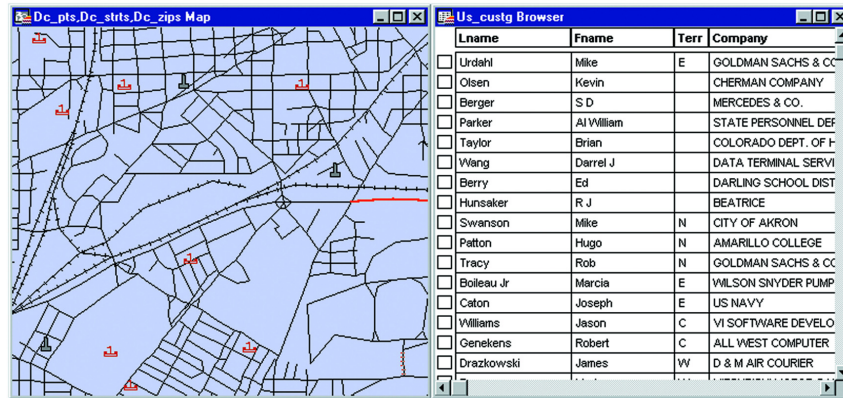 Dc_pts,Dc_strts,Dc_zips Map
Us_custg Browser
Lname Fname Terr Company
Urdahl Mike E GOLDMAN SACHS & CO
Olsen Kevin CHERMAN COMPANY
Berger S D MERCEDES & CO.
Parker Al William STATE PERSONNEL DEP
Taylor Brian COLORADO DEPT. OF H
Wang Darrel J DATA TERMINAL SERVI
Berry Ed DARLING SCHOOL DIST
Hunsaker R J BEATRICE
Swanson Mike N CITY OF AKRON
Patton Hugo N AMARILLO COLLEGE
Tracy Rob N GOLDMAN SACHS & CO
Boileau Jr Marcia E WILSON SNYDER PUMP
Caton Joseph E US NAVY
Williams Jason C VI SOFTWARE DEVELO
Genekens Robert C ALL WEST COMPUTER
Drazkowski James W D & M AIR COURIER